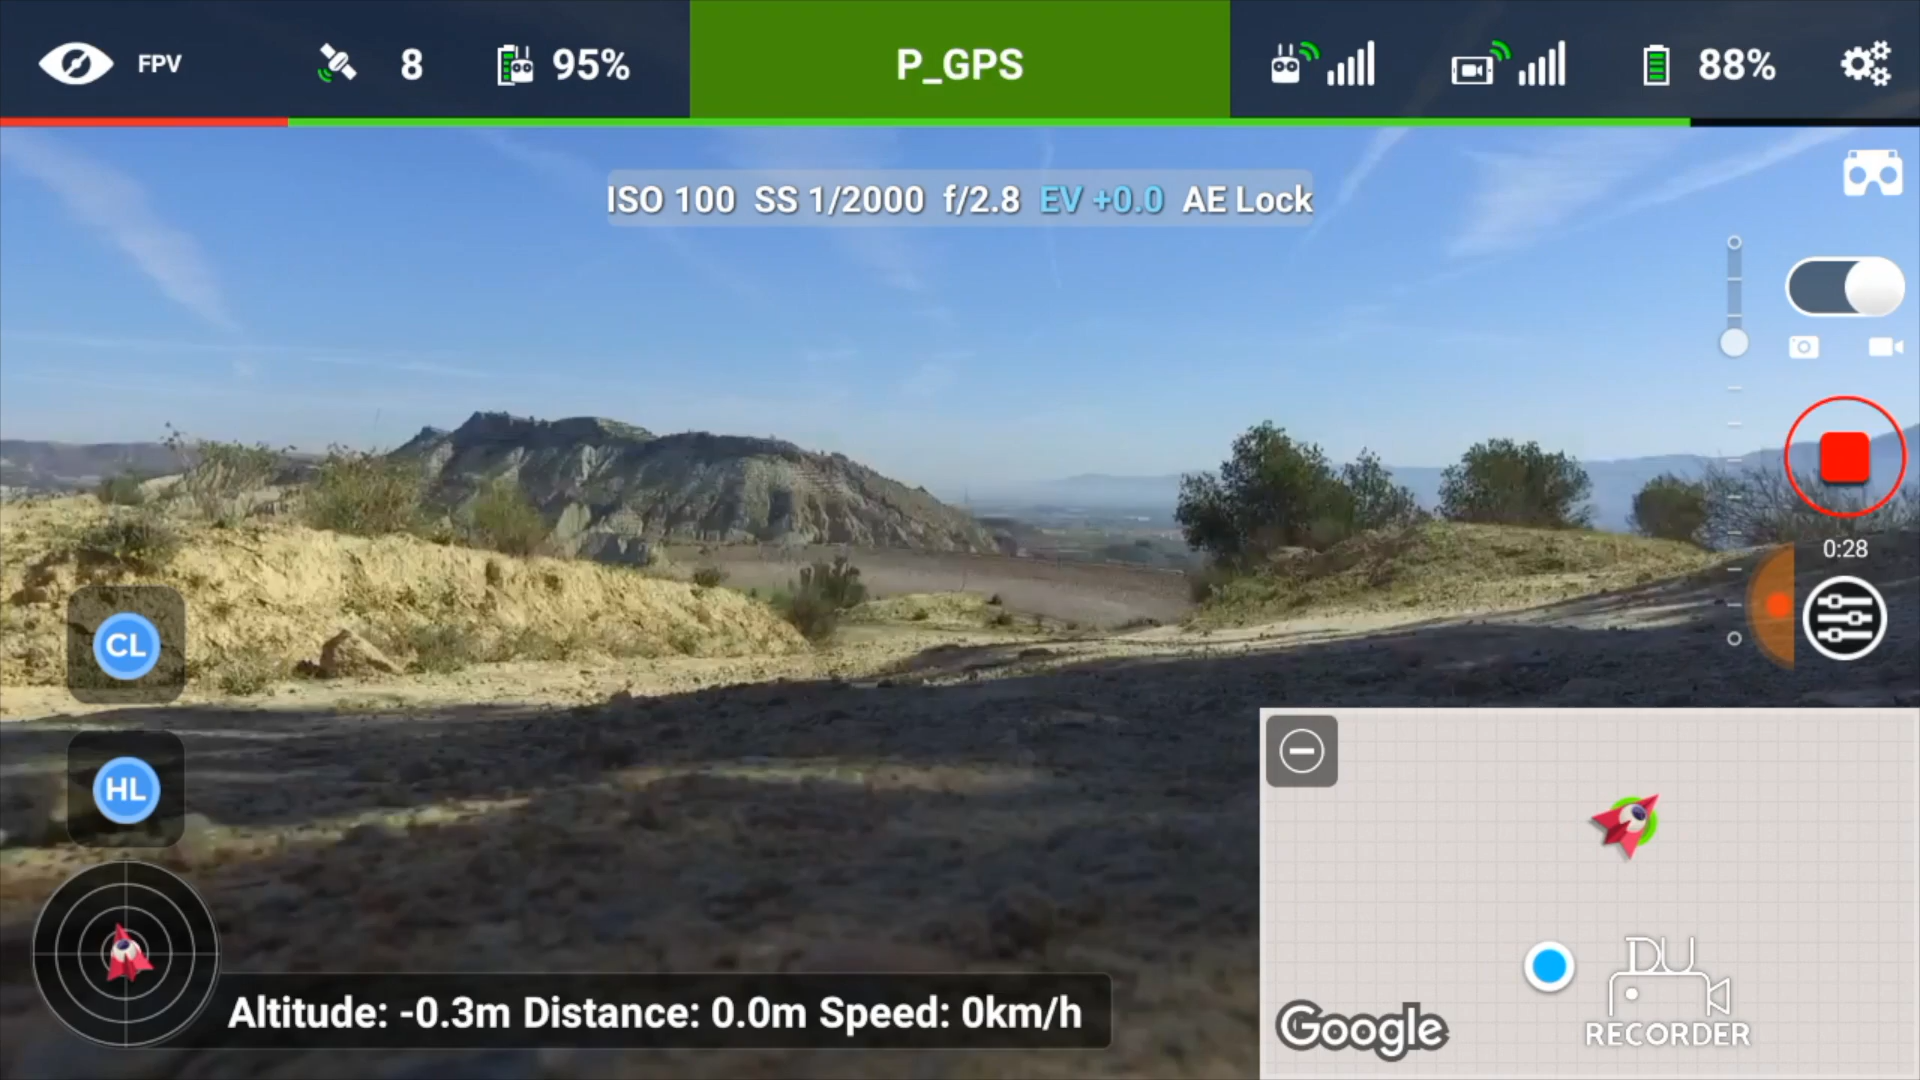 FPV 8 95% P_GPS 88%
ISO 100 SS 1/2000 f/2.8 EV +0.0 AE Lock
0:28
CL
HL
Altitude: -0.3m Distance: 0.0m Speed: 0km/h
Google
DU
RECORDER